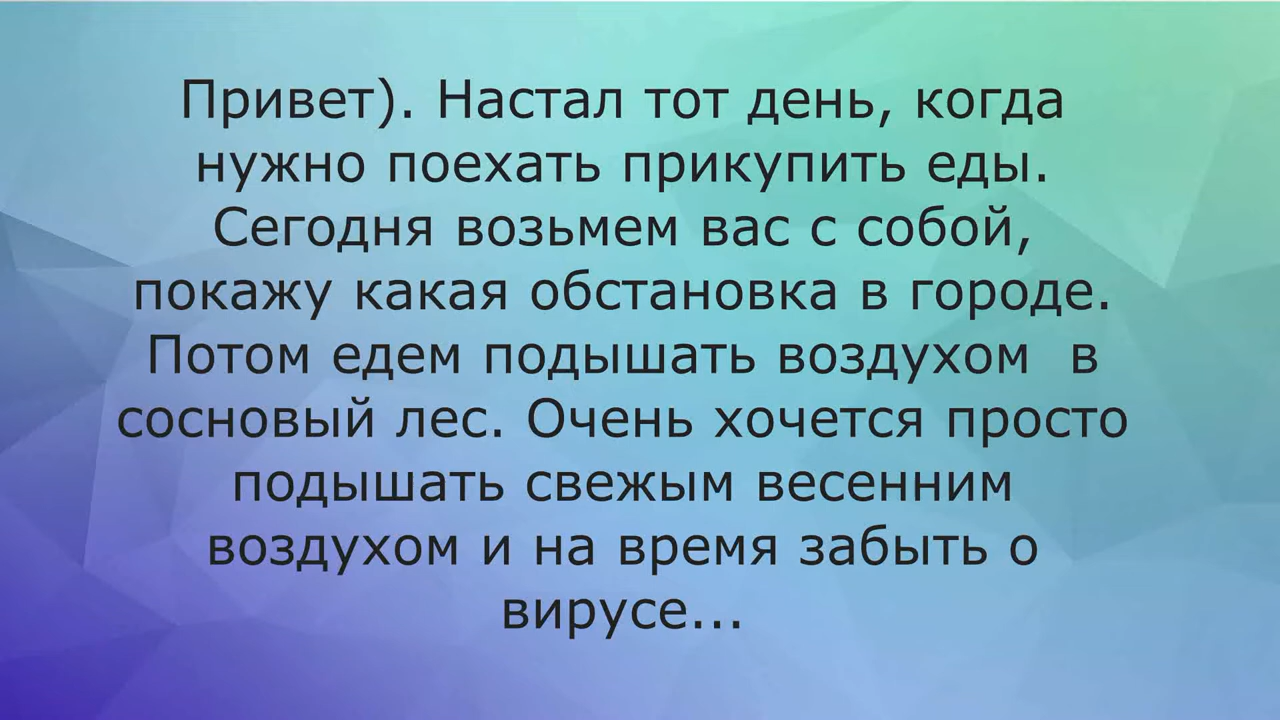 Привет). Настал тот день, когда
нужно поехать прикупить еды.
Сегодня возьмем вас с собой,
покажу какая обстановка в городе.
Потом едем подышать воздухом  в
сосновый лес. Очень хочется просто
подышать свежым весенним
воздухом и на время забыть о
вирусе...